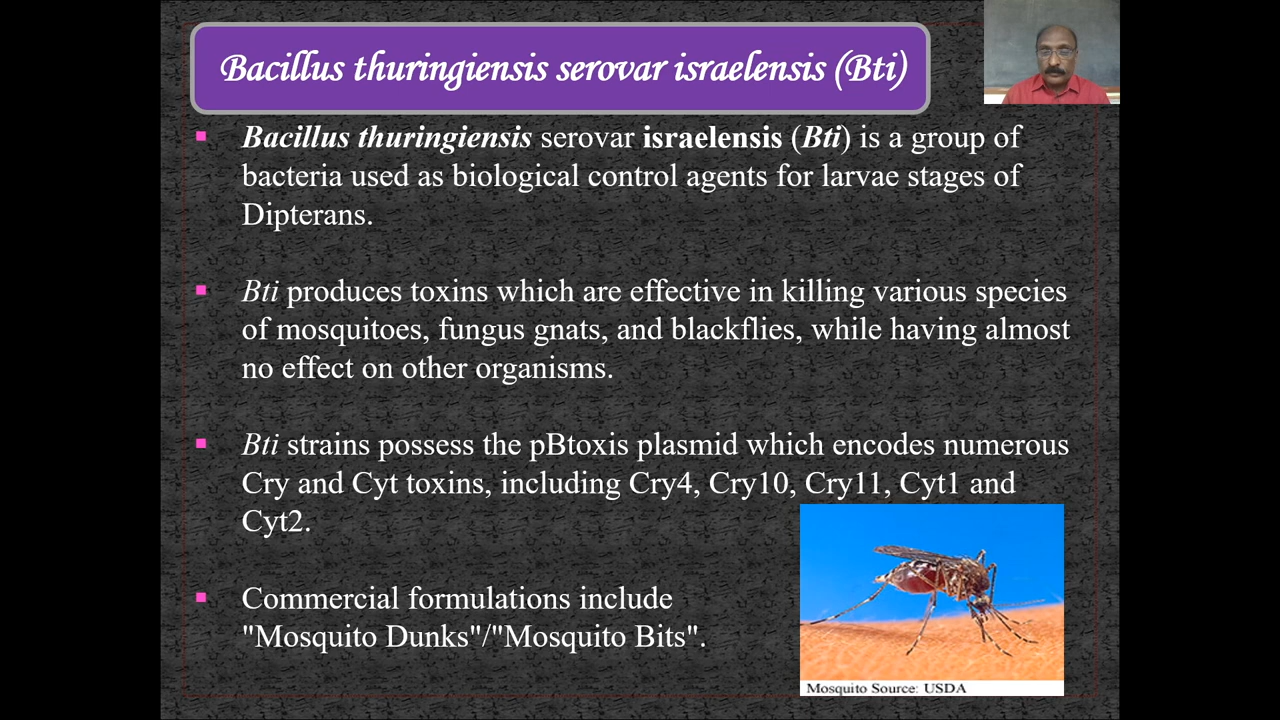 Bacillus thuringiensis serovar israelensis (Bti)
▪ Bacillus thuringiensis serovar israelensis (Bti) is a group of
bacteria used as biological control agents for larvae stages of
Dipterans.
▪ Bti produces toxins which are effective in killing various species
of mosquitoes, fungus gnats, and blackflies, while having almost
no effect on other organisms.
▪ Bti strains possess the pBtoxis plasmid which encodes numerous
Cry and Cyt toxins, including Cry4, Cry10, Cry11, Cyt1 and
Cyt2.
▪ Commercial formulations include
"Mosquito Dunks"/"Mosquito Bits".
Mosquito Source: USDA